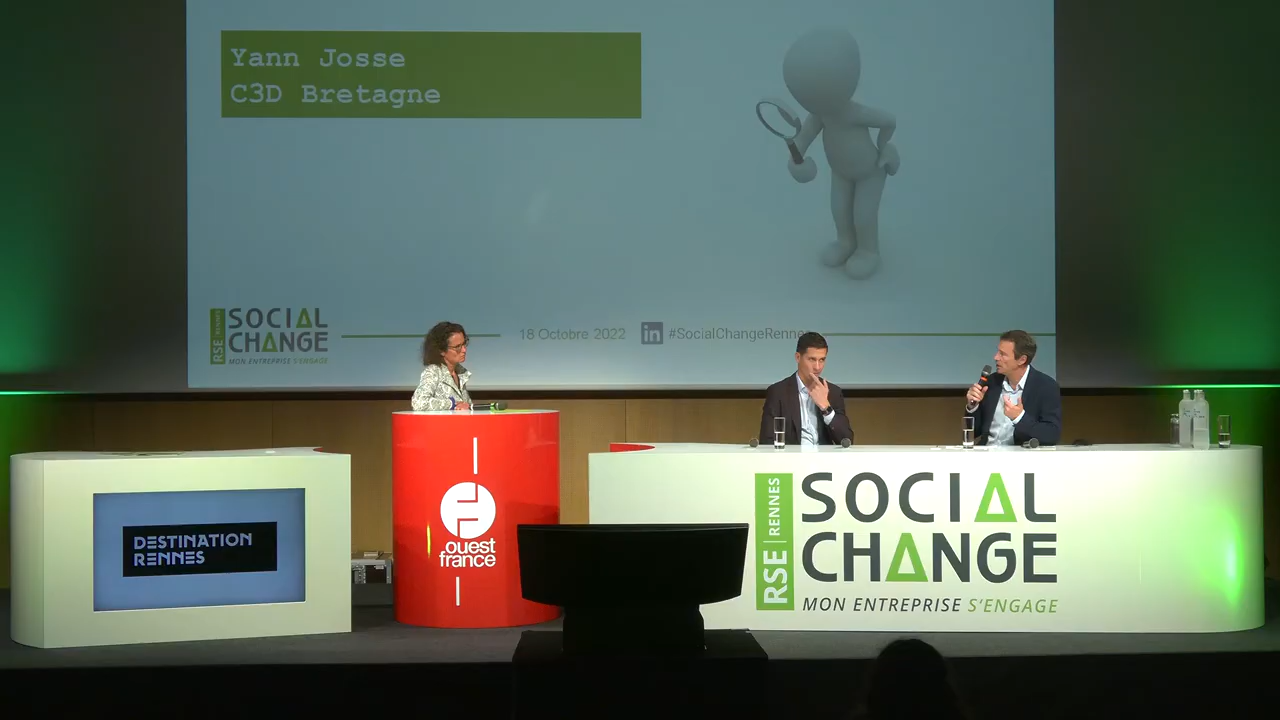 Yann Josse
C3D Bretagne
RSE RENNES
SOCIAL
CHANGE
MON ENTREPRISE S'ENGAGE
18 Octobre 2022
in
#SocialChangeRennes
DESTINATION
RENNES
ouest
france
RSE | RENNES
SOCIAL
CHANGE
MON ENTREPRISE S'ENGAGE